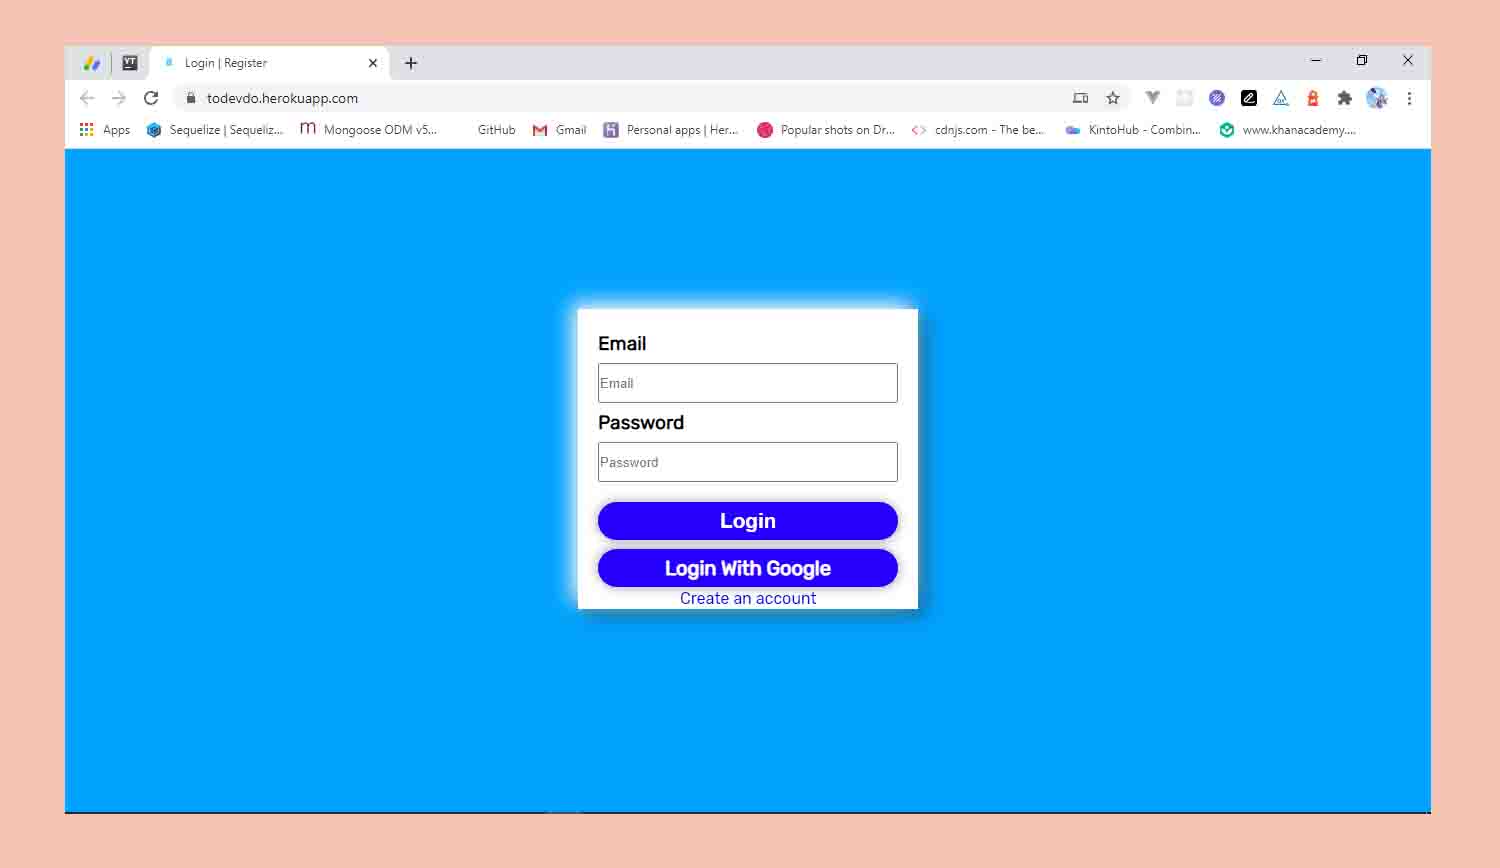 YT
Login | Register
todevdo.herokuapp.com
Apps
Sequelize | Sequeliz...
Mongoose ODM v5...
GitHub
Gmail
Personal apps | Her...
Popular shots on Dr...
cdnjs.com - The be...
KintoHub - Combin...
www.khanacademy....
Email
Email
Password
Password
Login
Login With Google
Create an account